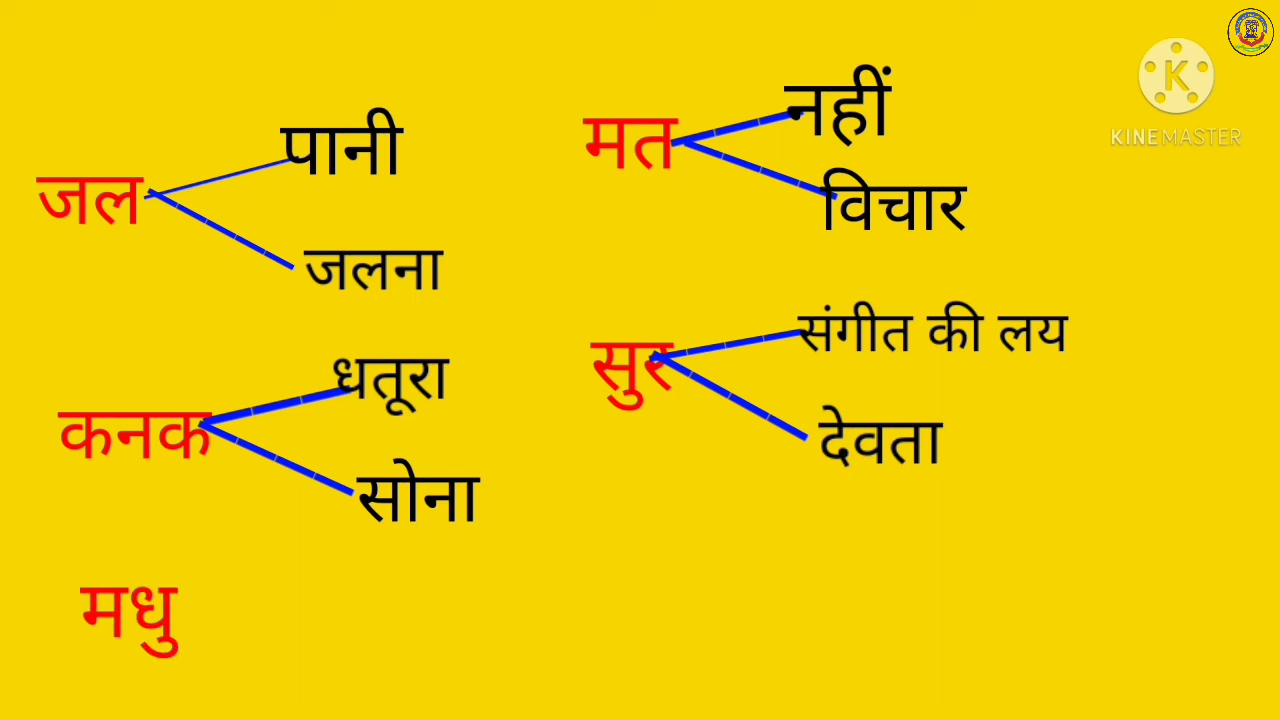 जल
पानी
जलना
कनक
धतूरा
सोना
मधु
मत
नहीं
विचार
सुर
संगीत की लय
देवता
KINEMASTER